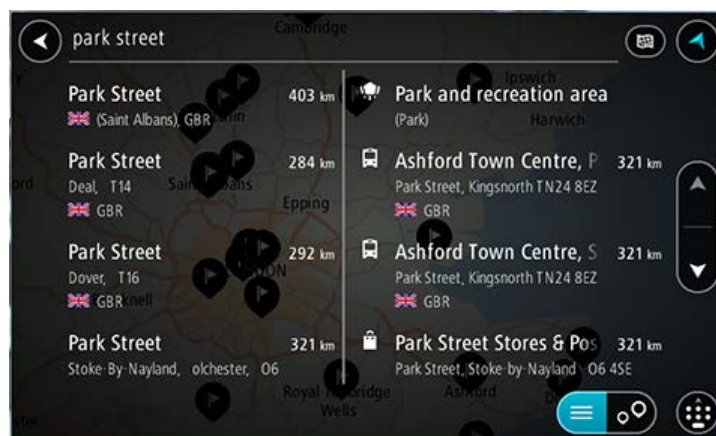 park street
Park Street
403 km
(Saint Albans), GBR
Park Street
284 km
Deal, T14
GBR
Park Street
292 km
Dover, T16
GBR
Park Street
321 km
Stoke-By-Nayland, olchester, O6
Park and recreation area
(Park)
Ashford Town Centre, P
321 km
Park Street, Kingsnorth TN24 8EZ
GBR
Ashford Town Centre, S
321 km
Park Street, Kingsnorth TN24 8EZ
GBR
Park Street Stores & Pos
321 km
Park Street, Stoke-by-Nayland O6 4SE
Cambridge
Ipswich
Harwich
Epping
Royal
Wells
Ashford